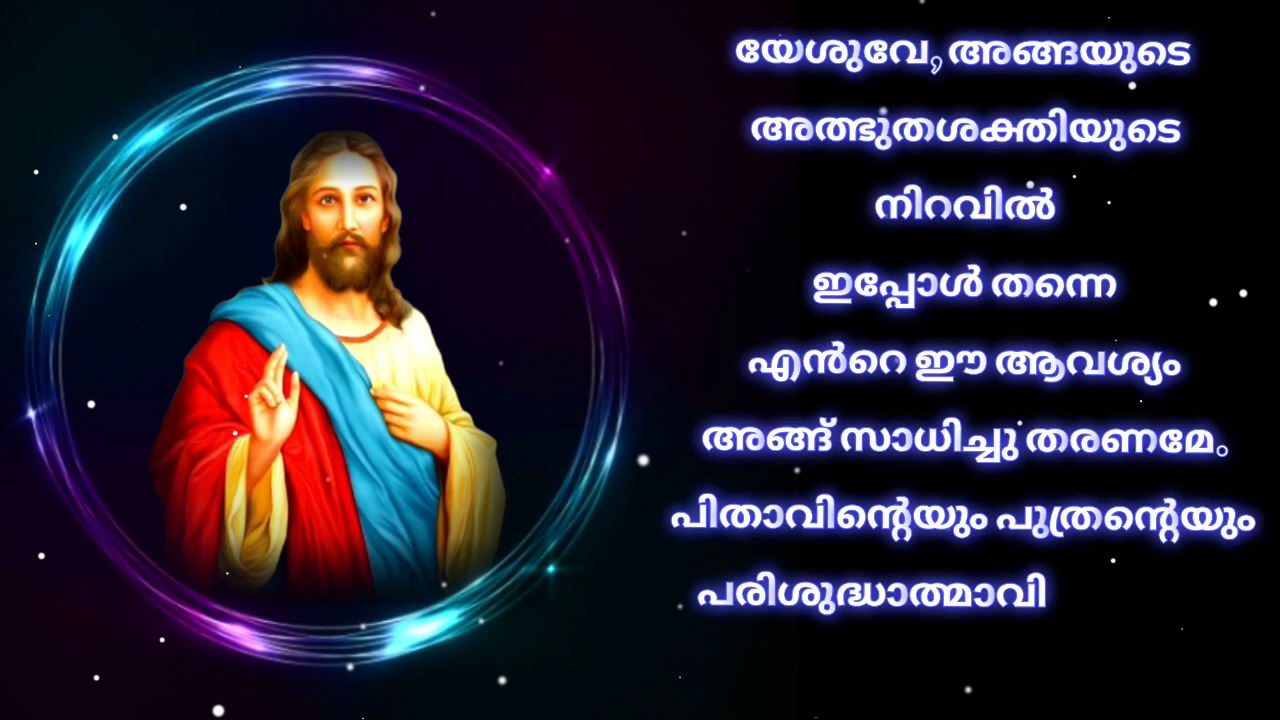 യേശുവേ, അങ്ങയുടെ
അത്ഭുതശക്തിയുടെ
നിറവിൽ
ഇപ്പോൾ തന്നെ
എൻറെ ഈ ആവശ്യം
അങ്ങ് സാധിച്ചു തരണമേ.
പിതാവിന്റെയും പുത്രന്റെയും
പരിശുദ്ധാത്മാവി